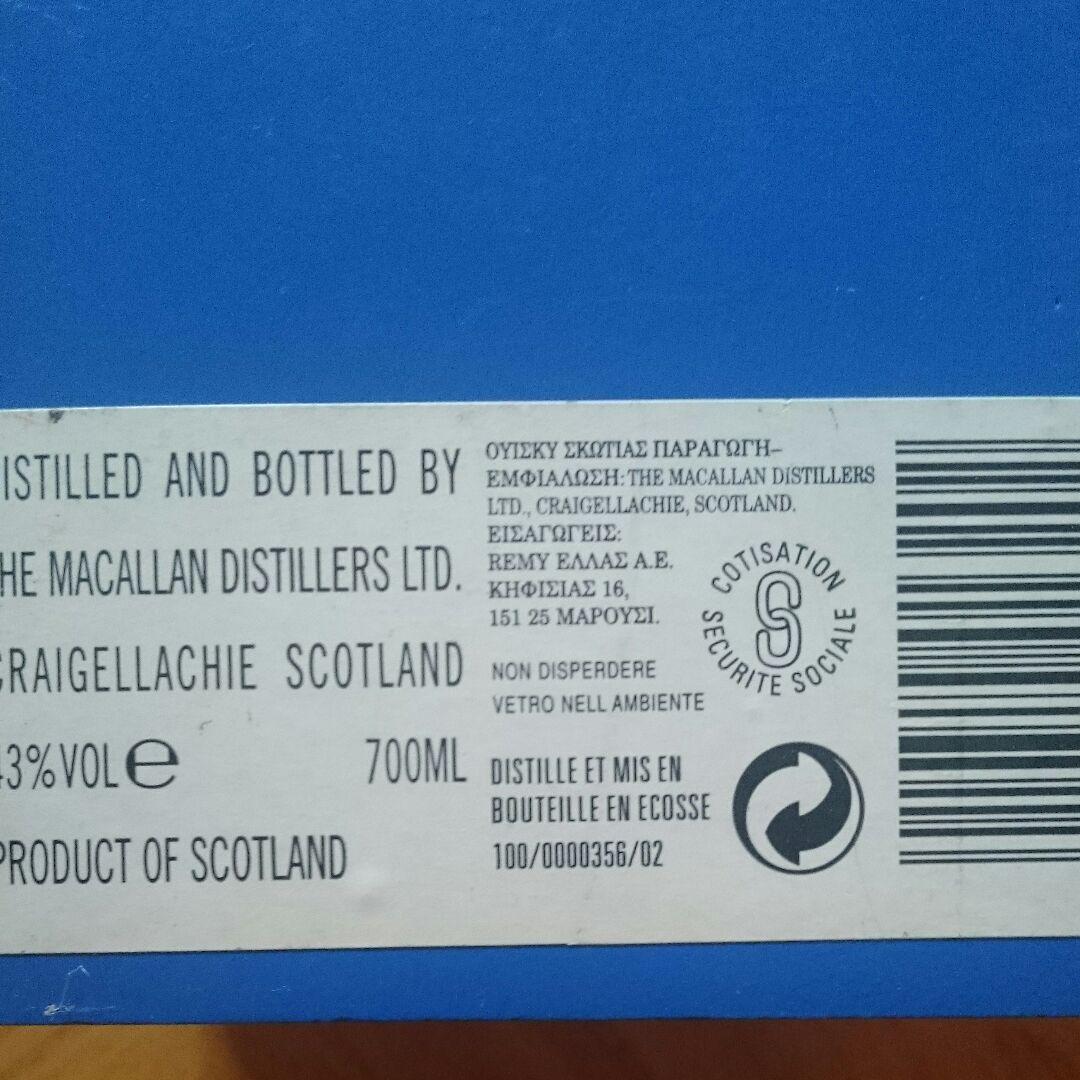 ISTILLED AND BOTTLED BY
HE MACALLAN DISTILLERS LTD.
CRAIGELLACHIE SCOTLAND
43%VOL e 700ML
PRODUCT OF SCOTLAND
ΟΥΙΣΚΥ ΣΚΩΤΙΑΣ ΠΑΡΑΓΩΓΗ–
ΕΜΦΙΑΛΩΣΗ: THE MACALLAN DISTILLERS
LTD., CRAIGELLACHIE, SCOTLAND.
ΕΙΣΑΓΩΓΕΙΣ:
REMY ΕΛΛΑΣ Α.Ε.
ΚΗΦΙΣΙΑΣ 16,
151 25 ΜΑΡΟΥΣΙ.
NON DISPERDERE
VETRO NELL AMBIENTE
DISTILLE ET MIS EN
BOUTEILLE EN ECOSSE
100/0000356/02
COTISATION
SECURITE SOCIALE